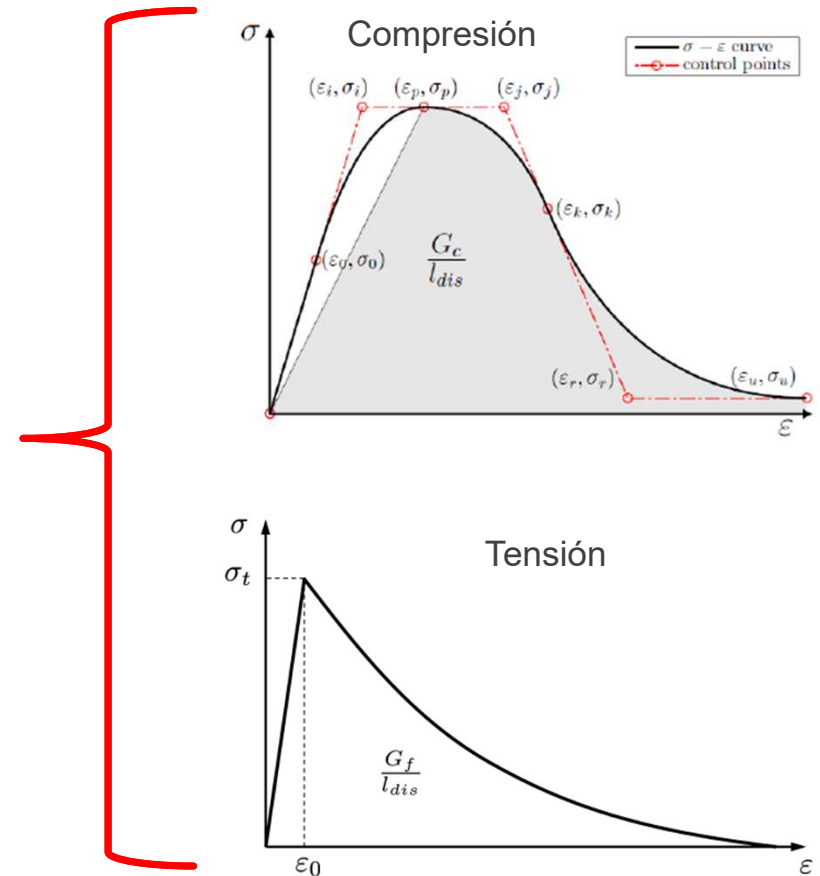 Compresión
σ
σ − ε curve
control points
(εi, σi) (εp, σp) (εj, σj)
(εk, σk)
Gc
ldis
(ε0, σ0)
(εr, σr) (εu, σu)
ε
σ
Tensión
σt
Gf
ldis
ε0
ε